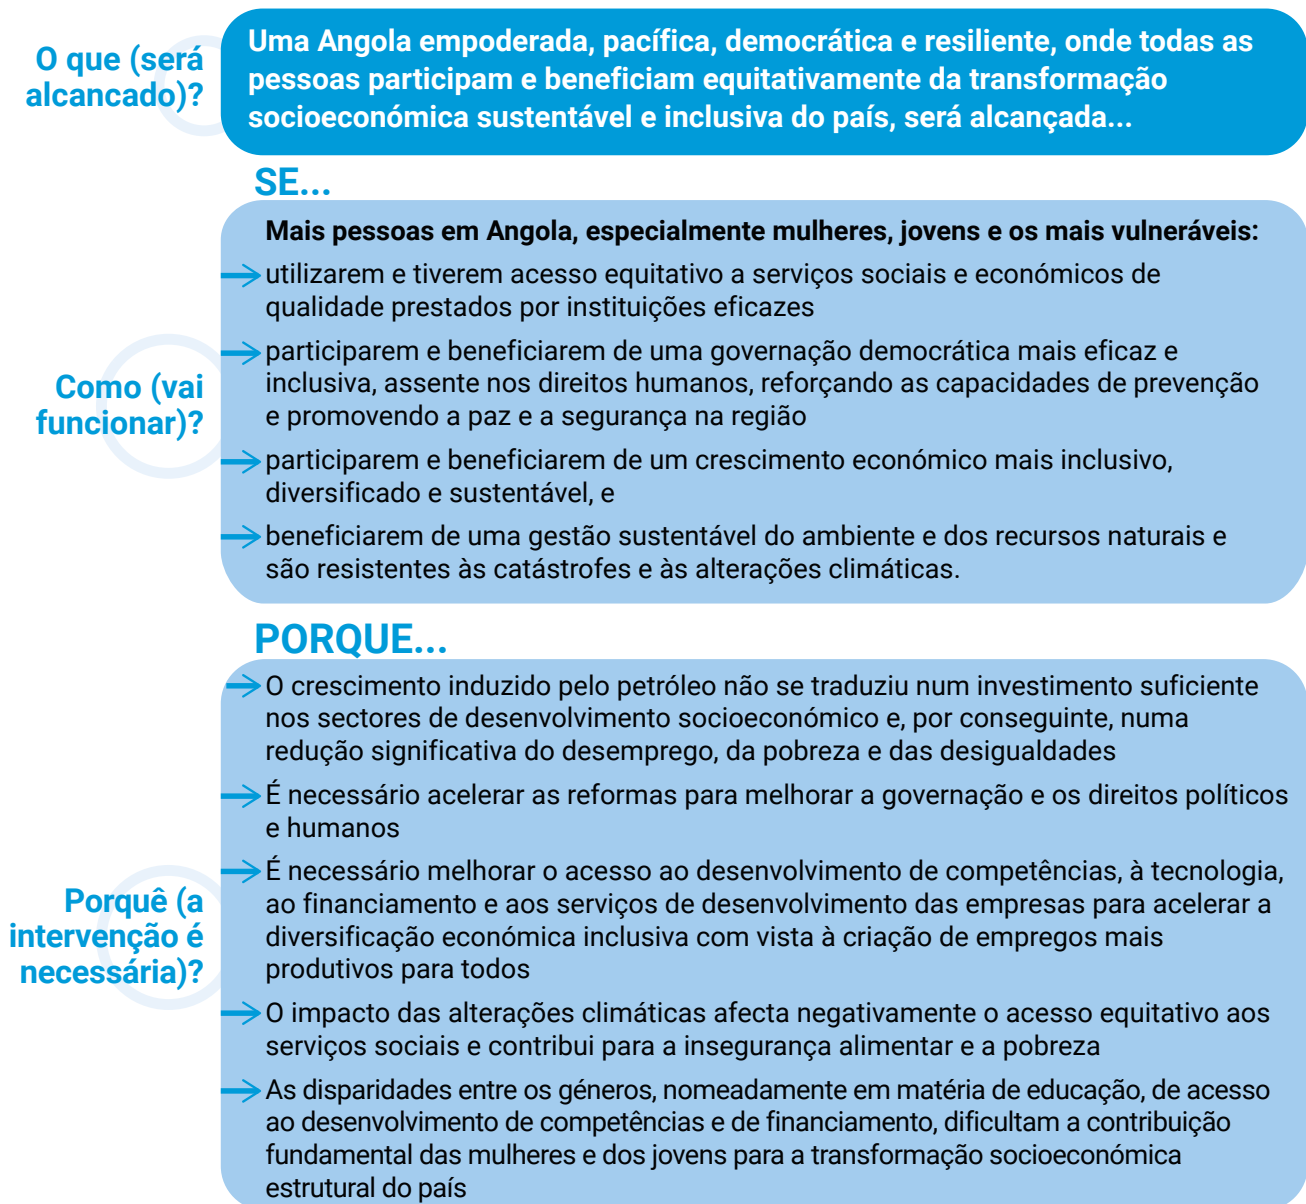 O que (será
alcancado)?
Uma Angola empoderada, pacífica, democrática e resiliente, onde todas as
pessoas participam e beneficiam equitativamente da transformação
socioeconómica sustentável e inclusiva do país, será alcançada...
SE...
Como (vai
funcionar)?
Mais pessoas em Angola, especialmente mulheres, jovens e os mais vulneráveis:
utilizarem e tiverem acesso equitativo a serviços sociais e económicos de
qualidade prestados por instituições eficazes
participarem e beneficiarem de uma governação democrática mais eficaz e
inclusiva, assente nos direitos humanos, reforçando as capacidades de prevenção
e promovendo a paz e a segurança na região
participarem e beneficiarem de um crescimento económico mais inclusivo,
diversificado e sustentável, e
beneficiarem de uma gestão sustentável do ambiente e dos recursos naturais e
são resistentes às catástrofes e às alterações climáticas.
PORQUE...
Porquê (a
intervenção é
necessária)?
O crescimento induzido pelo petróleo não se traduziu num investimento suficiente
nos sectores de desenvolvimento socioeconómico e, por conseguinte, numa
redução significativa do desemprego, da pobreza e das desigualdades
É necessário acelerar as reformas para melhorar a governação e os direitos políticos
e humanos
É necessário melhorar o acesso ao desenvolvimento de competências, à tecnologia,
ao financiamento e aos serviços de desenvolvimento das empresas para acelerar a
diversificação económica inclusiva com vista à criação de empregos mais
produtivos para todos
O impacto das alterações climáticas afecta negativamente o acesso equitativo aos
serviços sociais e contribui para a insegurança alimentar e a pobreza
As disparidades entre os géneros, nomeadamente em matéria de educação, de acesso
ao desenvolvimento de competências e de financiamento, dificultam a contribuição
fundamental das mulheres e dos jovens para a transformação socioeconómica
estrutural do país